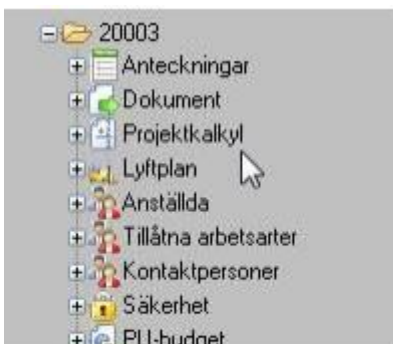 20003
Anteckningar
Dokument
Projektkalkyl
Lyftplan
Anställda
Tillåtna arbetsarter
Kontaktpersoner
Säkerhet
PU-budget